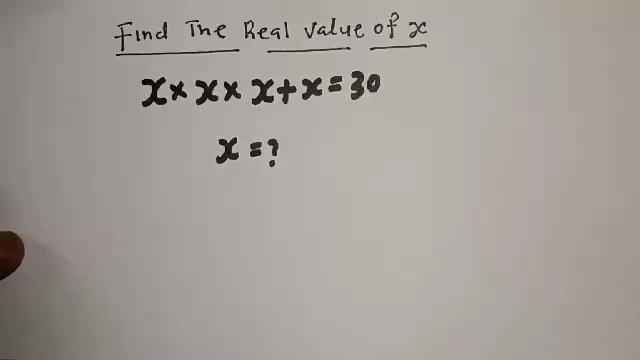 Find The Real Value of x
x × x × x + x = 30
x = ?